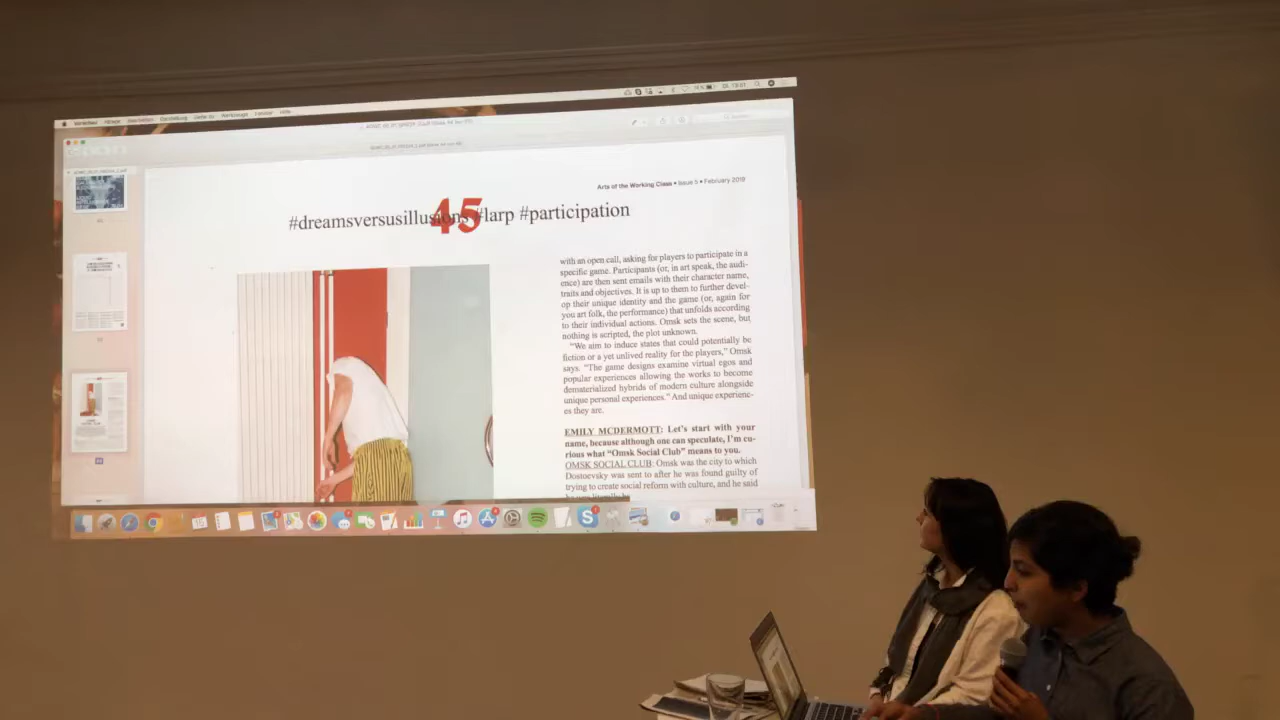 Arts of the Working Class • Issue 5 • February 2019
45
#dreamsversusillusions #larp #participation
with an open call, asking for players to participate in a
specific game. Participants (or, in art speak, the audi-
ence) are then sent emails with their character name,
traits and objectives. It is up to them to further devel-
op their unique identity and the game (or, again for
you art folk, the performance) that unfolds according
to their individual actions. Omsk sets the scene, but
nothing is scripted, the plot unknown.
"We aim to induce states that could potentially be
fiction or a yet unlived reality for the players," Omsk
says. "The game designs examine virtual egos and
popular experiences allowing the works to become
dematerialized hybrids of modern culture alongside
unique personal experiences." And unique experienc-
es they are.
EMILY MCDERMOTT: Let's start with your
name, because although one can speculate, I'm cu-
rious what "Omsk Social Club" means to you.
OMSK SOCIAL CLUB: Omsk was the city to which
Dostoevsky was sent to after he was found guilty of
trying to create social reform with culture, and he said